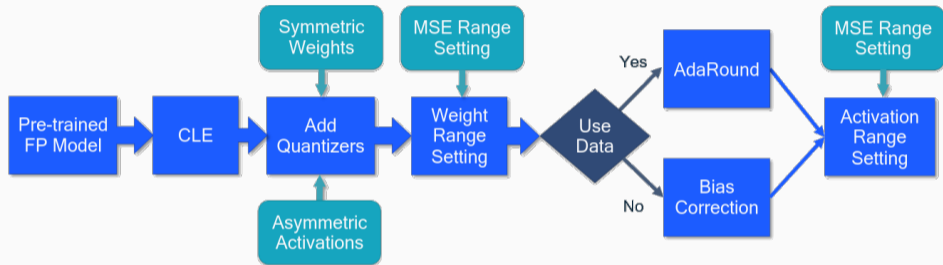 Symmetric
Weights
MSE Range
Setting
MSE Range
Setting
Yes
AdaRound
Pre-trained
FP Model
CLE
Add
Quantizers
Weight
Range
Setting
Use
Data
Activation
Range
Setting
No
Bias
Correction
Asymmetric
Activations